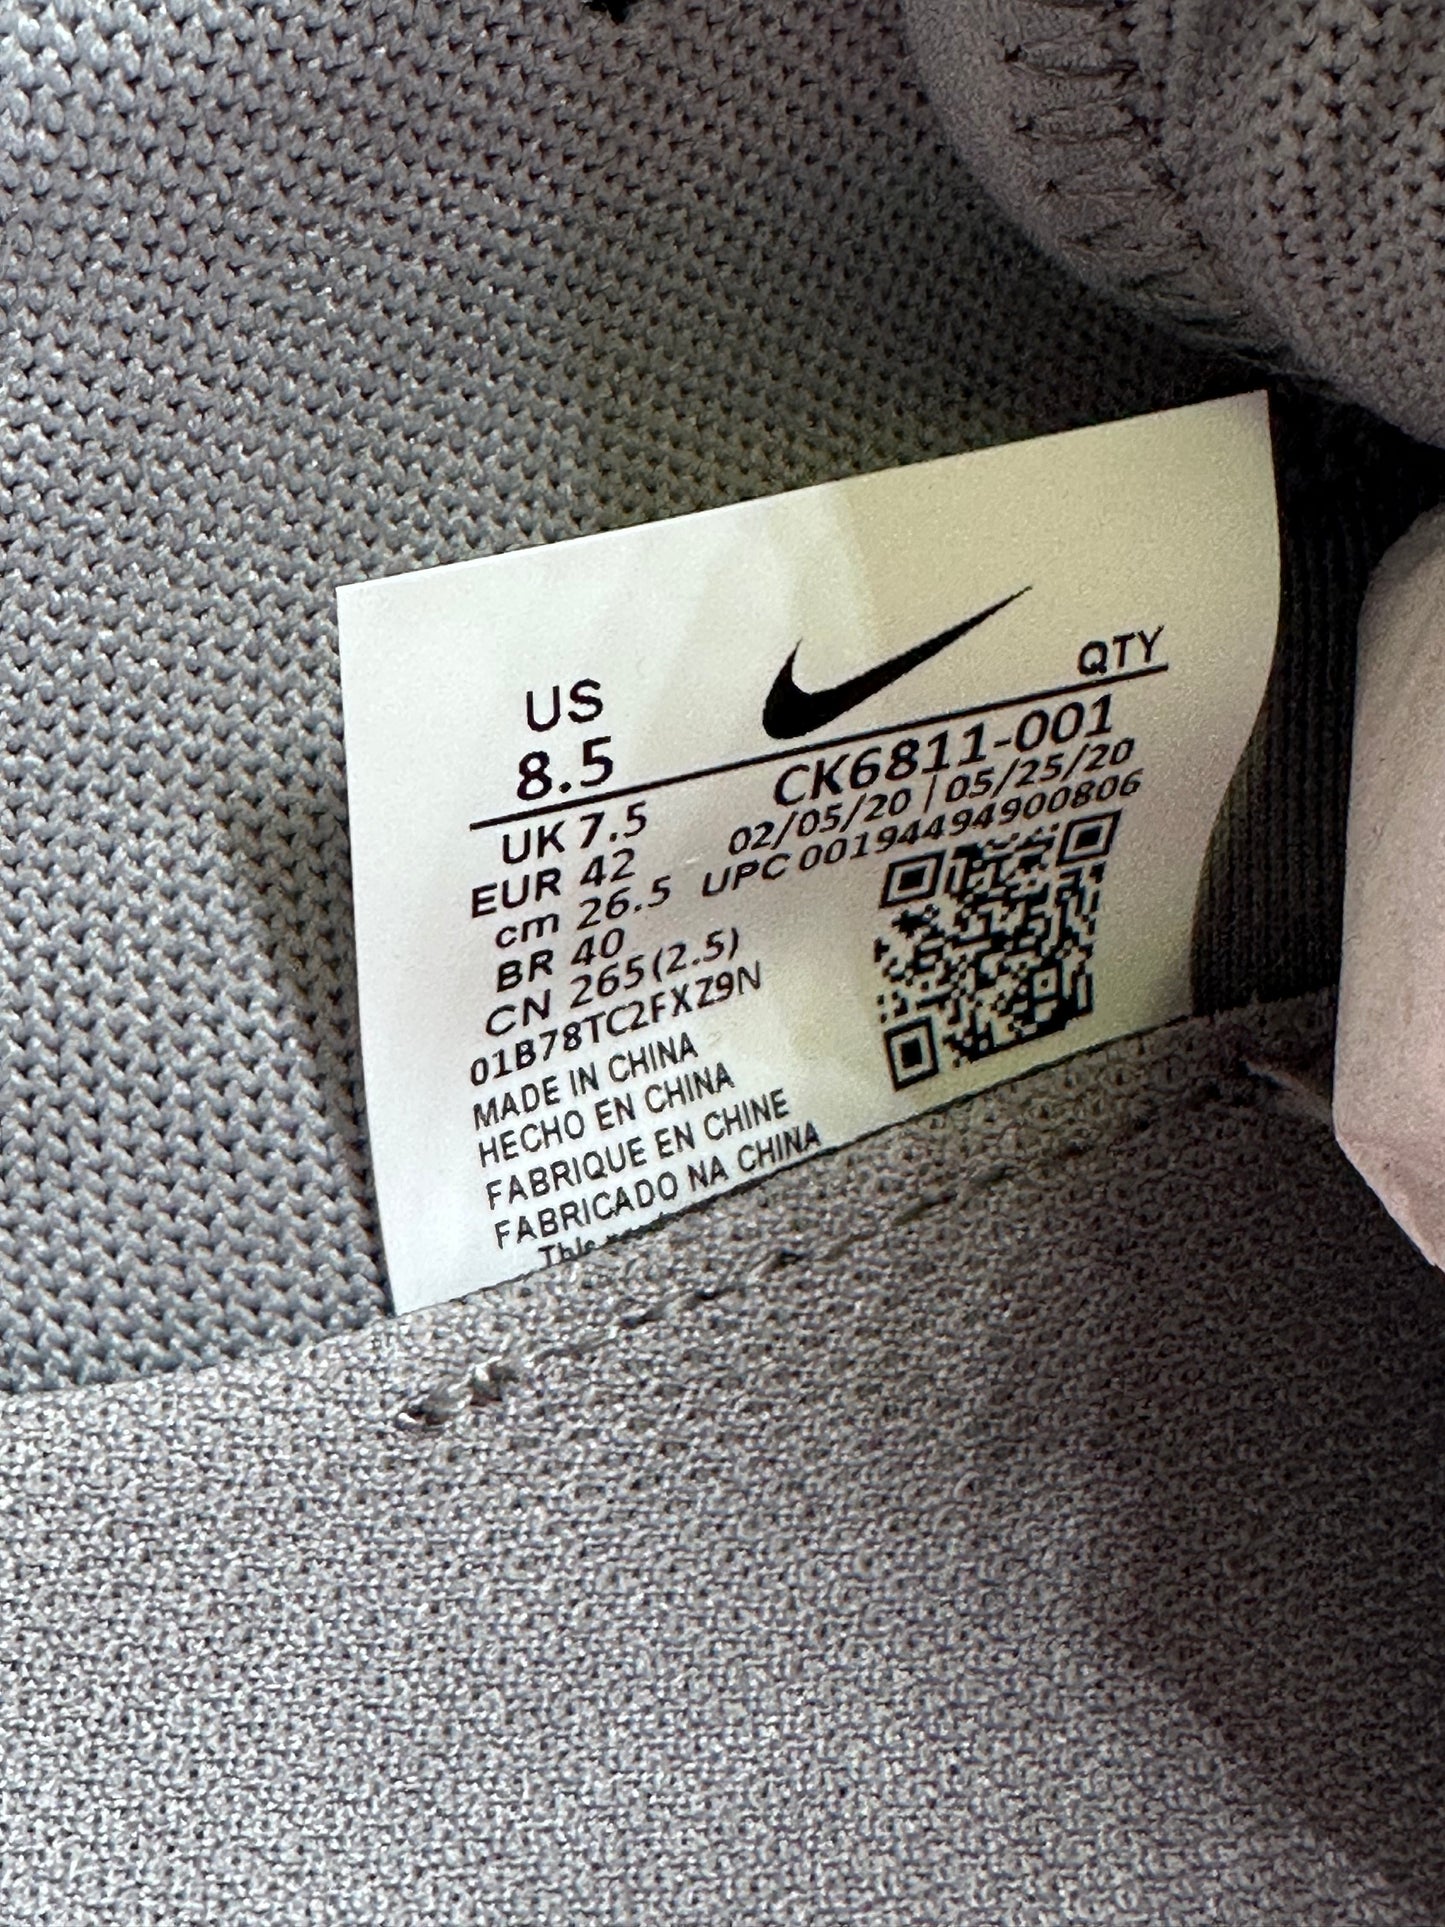 US
8.5
QTY
UK 7.5
CK6811-001
EUR 42
02/05/20 | 05/25/20
cm 26.5
UPC 00194494900806
BR 40
CN 265(2.5)
01B78TC2FXZ9N
MADE IN CHINA
HECHO EN CHINA
FABRIQUE EN CHINE
FABRICADO NA CHINA
This